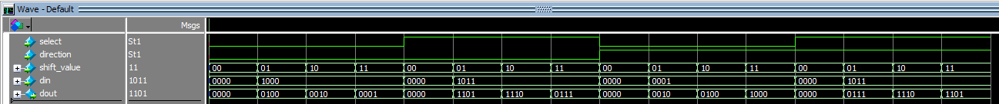 Wave - Default
Msgs
select St1
direction St1
shift_value 11 00 01 10 11 00 01 10 11 00 01 10 11 00 01 10 11
din 1011 0000 1000 0000 1011 0000 0001 0000 1011
dout 1101 0000 0100 0010 0001 0000 1101 1110 0111 0000 0010 0100 1000 0000 0111 1110 1101